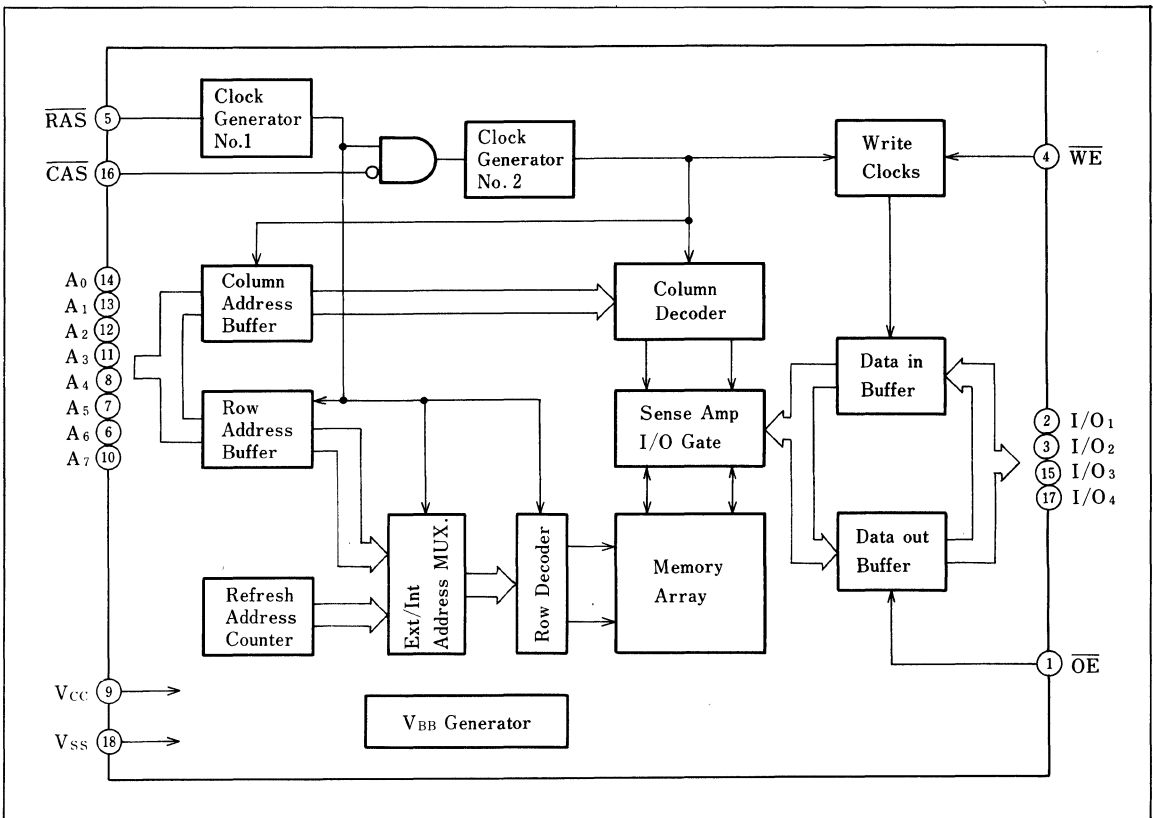 RAS
5
Clock
Generator
No.1
CAS
16
Clock
Generator
No. 2
Write
Clocks
4
WE
A0 14
A1 13
A2 12
A3 11
A4 8
A5 7
A6 6
A7 10
Column
Address
Buffer
Column
Decoder
Row
Address
Buffer
Sense Amp
I/O Gate
Data in
Buffer
2 I/O1
3 I/O2
15 I/O3
17 I/O4
Refresh
Address
Counter
Ext/Int
Address MUX.
Row Decoder
Memory
Array
Data out
Buffer
1 OE
VCC 9
VSS 18
VBB Generator